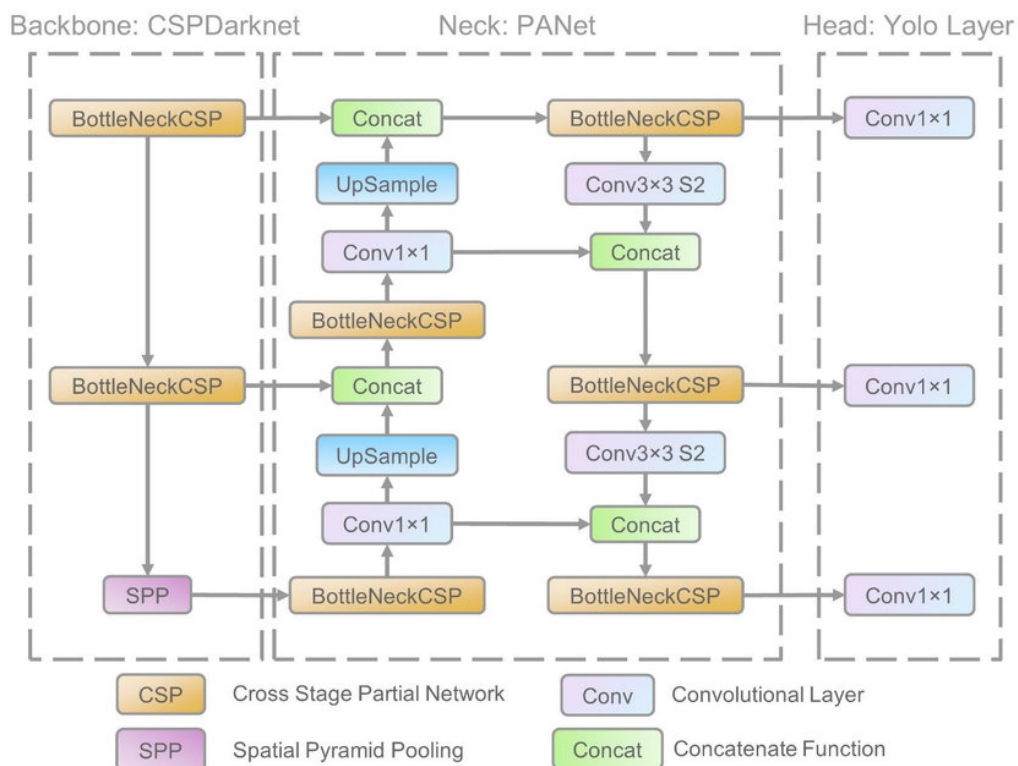 Backbone: CSPDarknet
Neck: PANet
Head: Yolo Layer
BottleNeckCSP
Concat
BottleNeckCSP
Conv1×1
UpSample
Conv3×3 S2
Conv1×1
Concat
BottleNeckCSP
BottleNeckCSP
Concat
BottleNeckCSP
Conv1×1
UpSample
Conv3×3 S2
Conv1×1
Concat
SPP
BottleNeckCSP
BottleNeckCSP
Conv1×1
CSP
Cross Stage Partial Network
Conv
Convolutional Layer
SPP
Spatial Pyramid Pooling
Concat
Concatenate Function